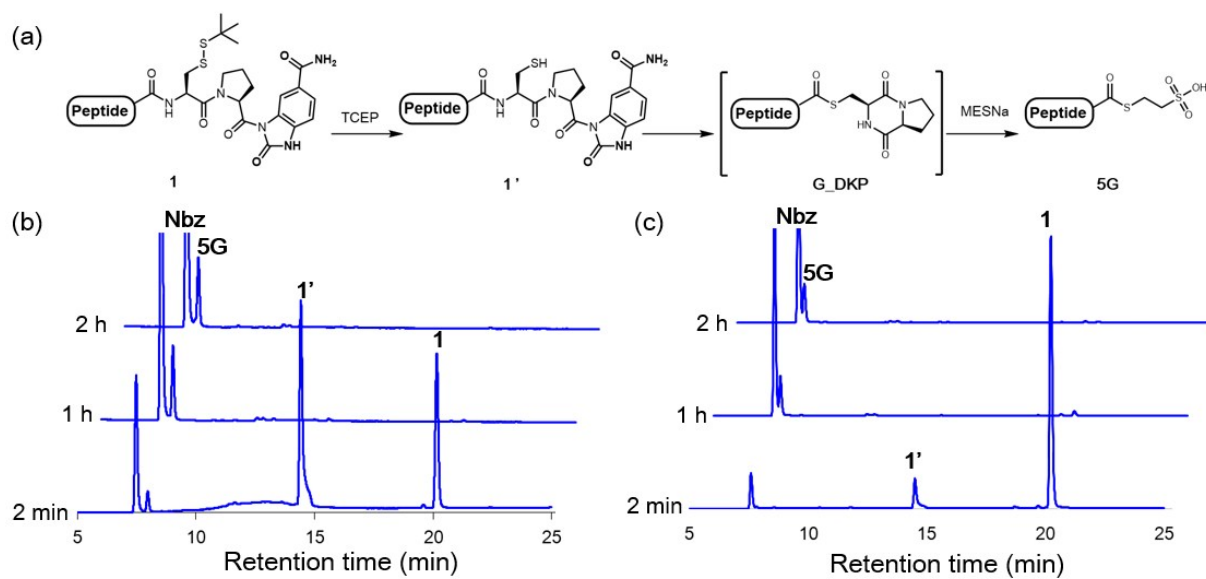 (a)
S
S
O
N
H
O
N
O
N
O
NH
O
NH₂
Peptide
1
TCEP
SH
O
N
H
O
N
O
N
O
NH
O
NH₂
Peptide
1'
O
S
O
N
HN
O
Peptide
G_DKP
MESNa
O
S
O
S
O
OH
Peptide
5G
(b)
Nbz
5G
2 h
1'
1
1 h
2 min
5 10 15 20 25
Retention time (min)
(c)
Nbz
5G
2 h
1
1 h
1'
2 min
5 10 15 20 25
Retention time (min)